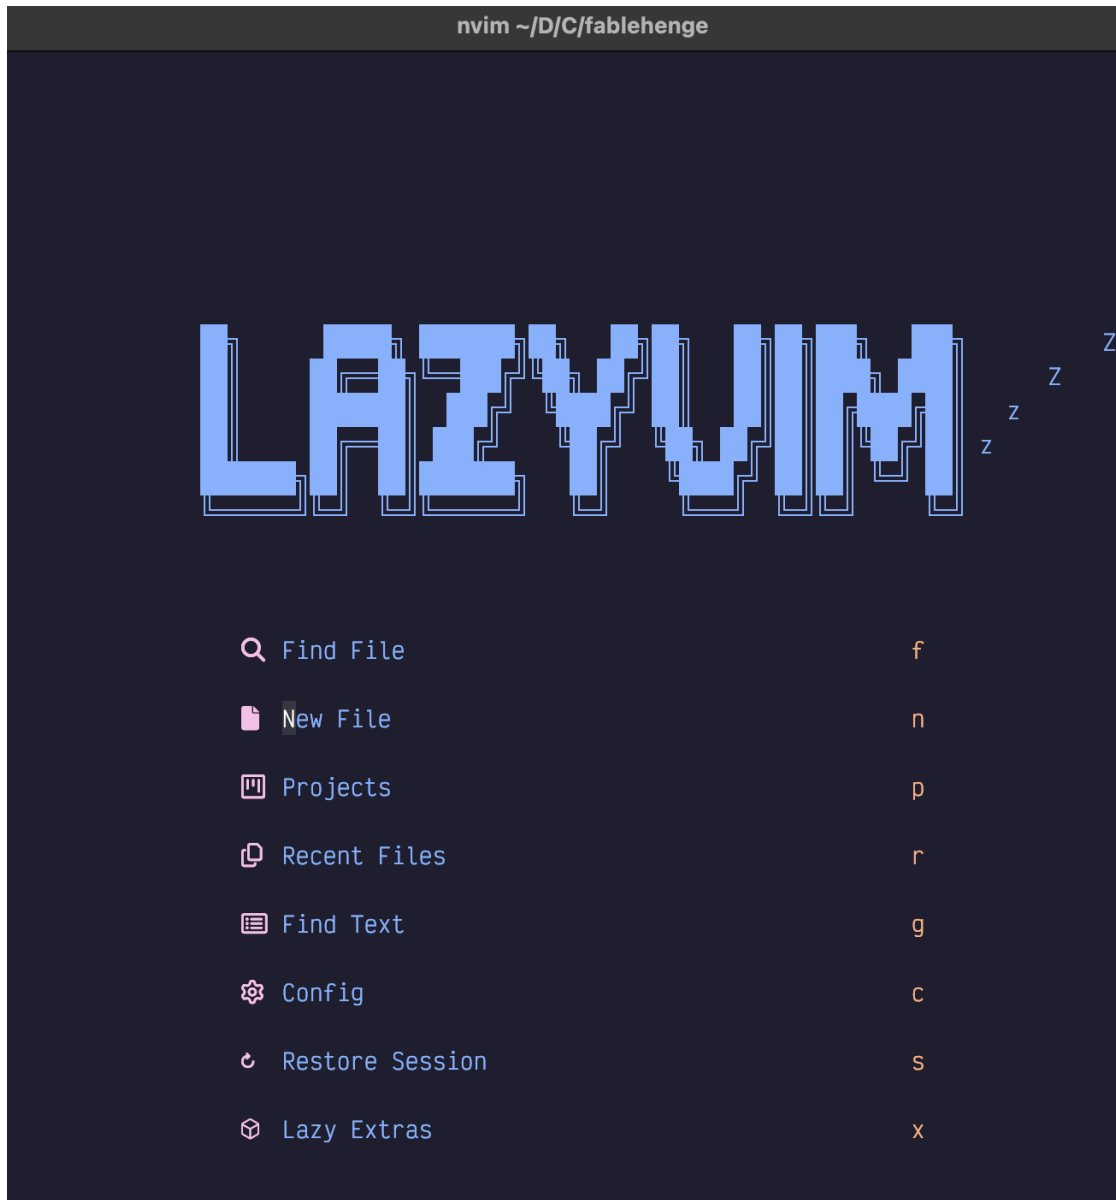 nvim ~/D/C/fablehenge
LAZYVIM
Z
Z
z
z
Find File f
New File n
Projects p
Recent Files r
Find Text g
Config c
Restore Session s
Lazy Extras x